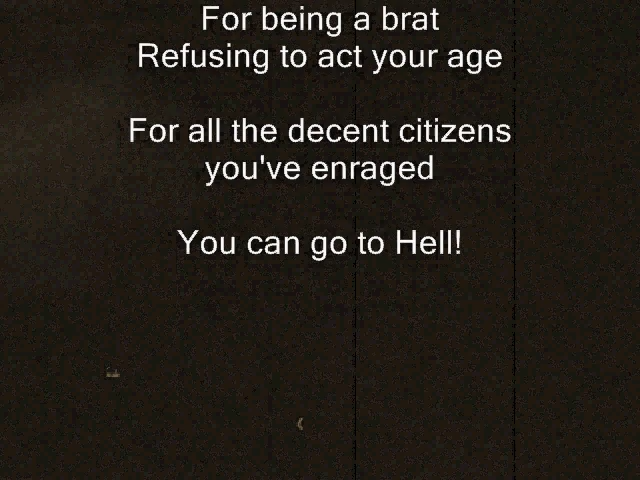 For being a brat
Refusing to act your age
For all the decent citizens
you've enraged
You can go to Hell!